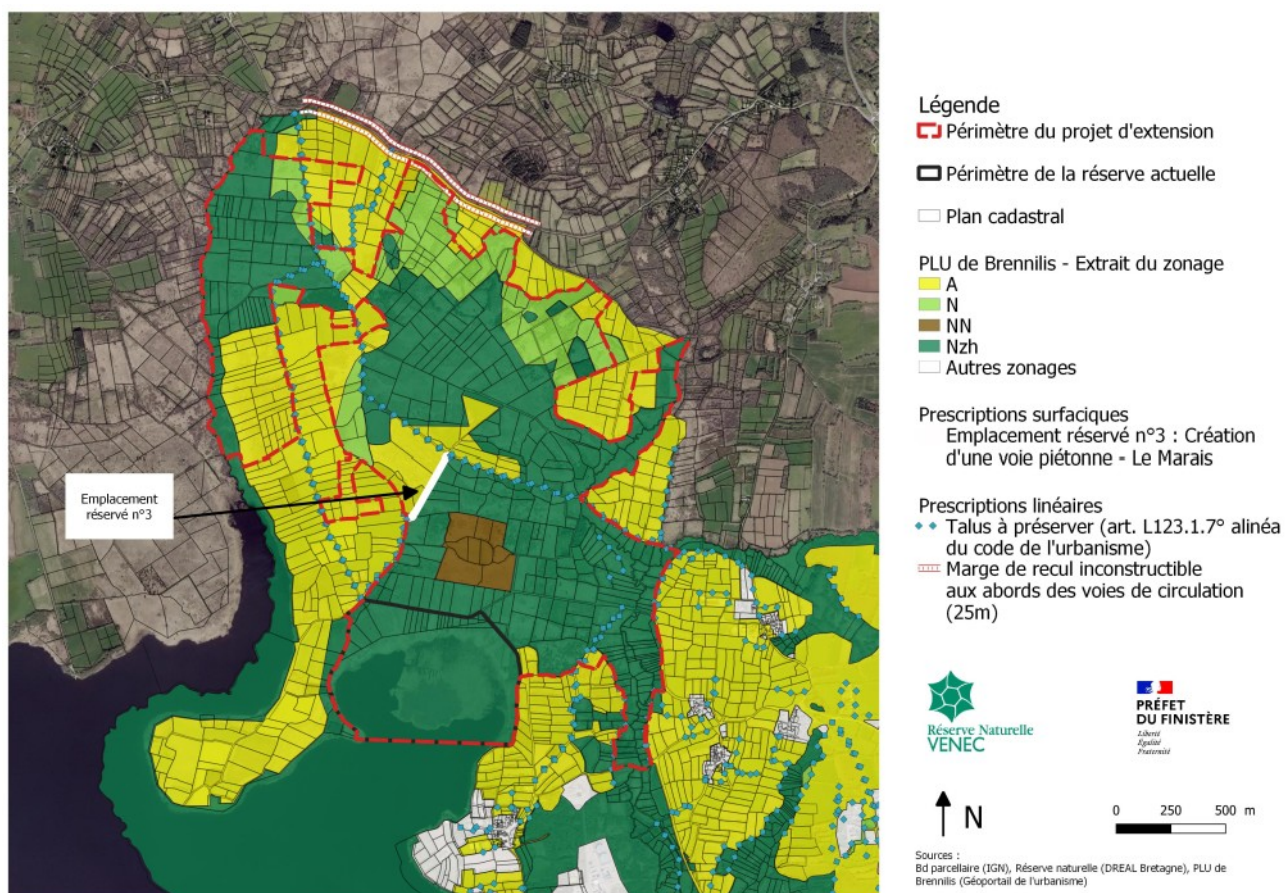 Emplacement
réservé n°3
Légende
Périmètre du projet d'extension
Périmètre de la réserve actuelle
Plan cadastral
PLU de Brennilis - Extrait du zonage
A
N
NN
Nzh
Autres zonages
Prescriptions surfaciques
Emplacement réservé n°3 : Création
d'une voie piétonne - Le Marais
Prescriptions linéaires
Talus à préserver (art. L123.1.7° alinéa
du code de l'urbanisme)
Marge de recul inconstructible
aux abords des voies de circulation
(25m)
Réserve Naturelle
VENEC
PRÉFET
DU FINISTÈRE
Liberté
Égalité
Fraternité
N
0 250 500 m
Sources :
Bd parcellaire (IGN), Réserve naturelle (DREAL Bretagne), PLU de
Brennilis (Géoportail de l'urbanisme)